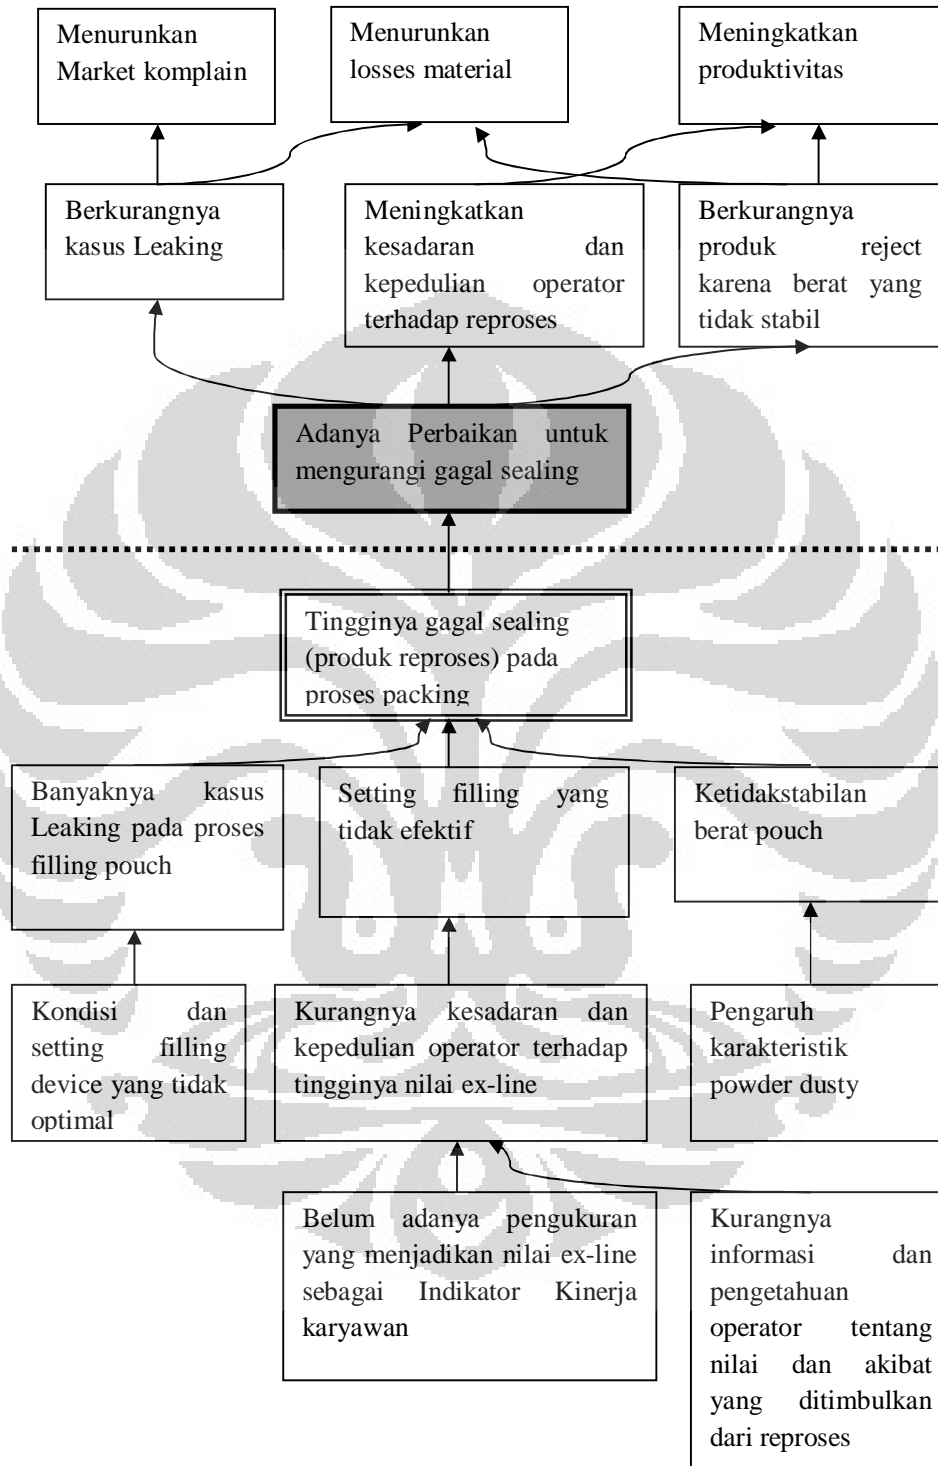 Menurunkan
Market komplain
Menurunkan
losses material
Meningkatkan
produktivitas
Berkurangnya
kasus Leaking
Meningkatkan
kesadaran dan
kepedulian operator
terhadap reproses
Berkurangnya
produk reject
karena berat yang
tidak stabil
Adanya Perbaikan untuk
mengurangi gagal sealing
Tingginya gagal sealing
(produk reproses) pada
proses packing
Banyaknya kasus
Leaking pada proses
filling pouch
Setting filling yang
tidak efektif
Ketidakstabilan
berat pouch
Kondisi dan
setting filling
device yang tidak
optimal
Kurangnya kesadaran dan
kepedulian operator terhadap
tingginya nilai ex-line
Pengaruh
karakteristik
powder dusty
Belum adanya pengukuran
yang menjadikan nilai ex-line
sebagai Indikator Kinerja
karyawan
Kurangnya
informasi dan
pengetahuan
operator tentang
nilai dan akibat
yang ditimbulkan
dari reproses